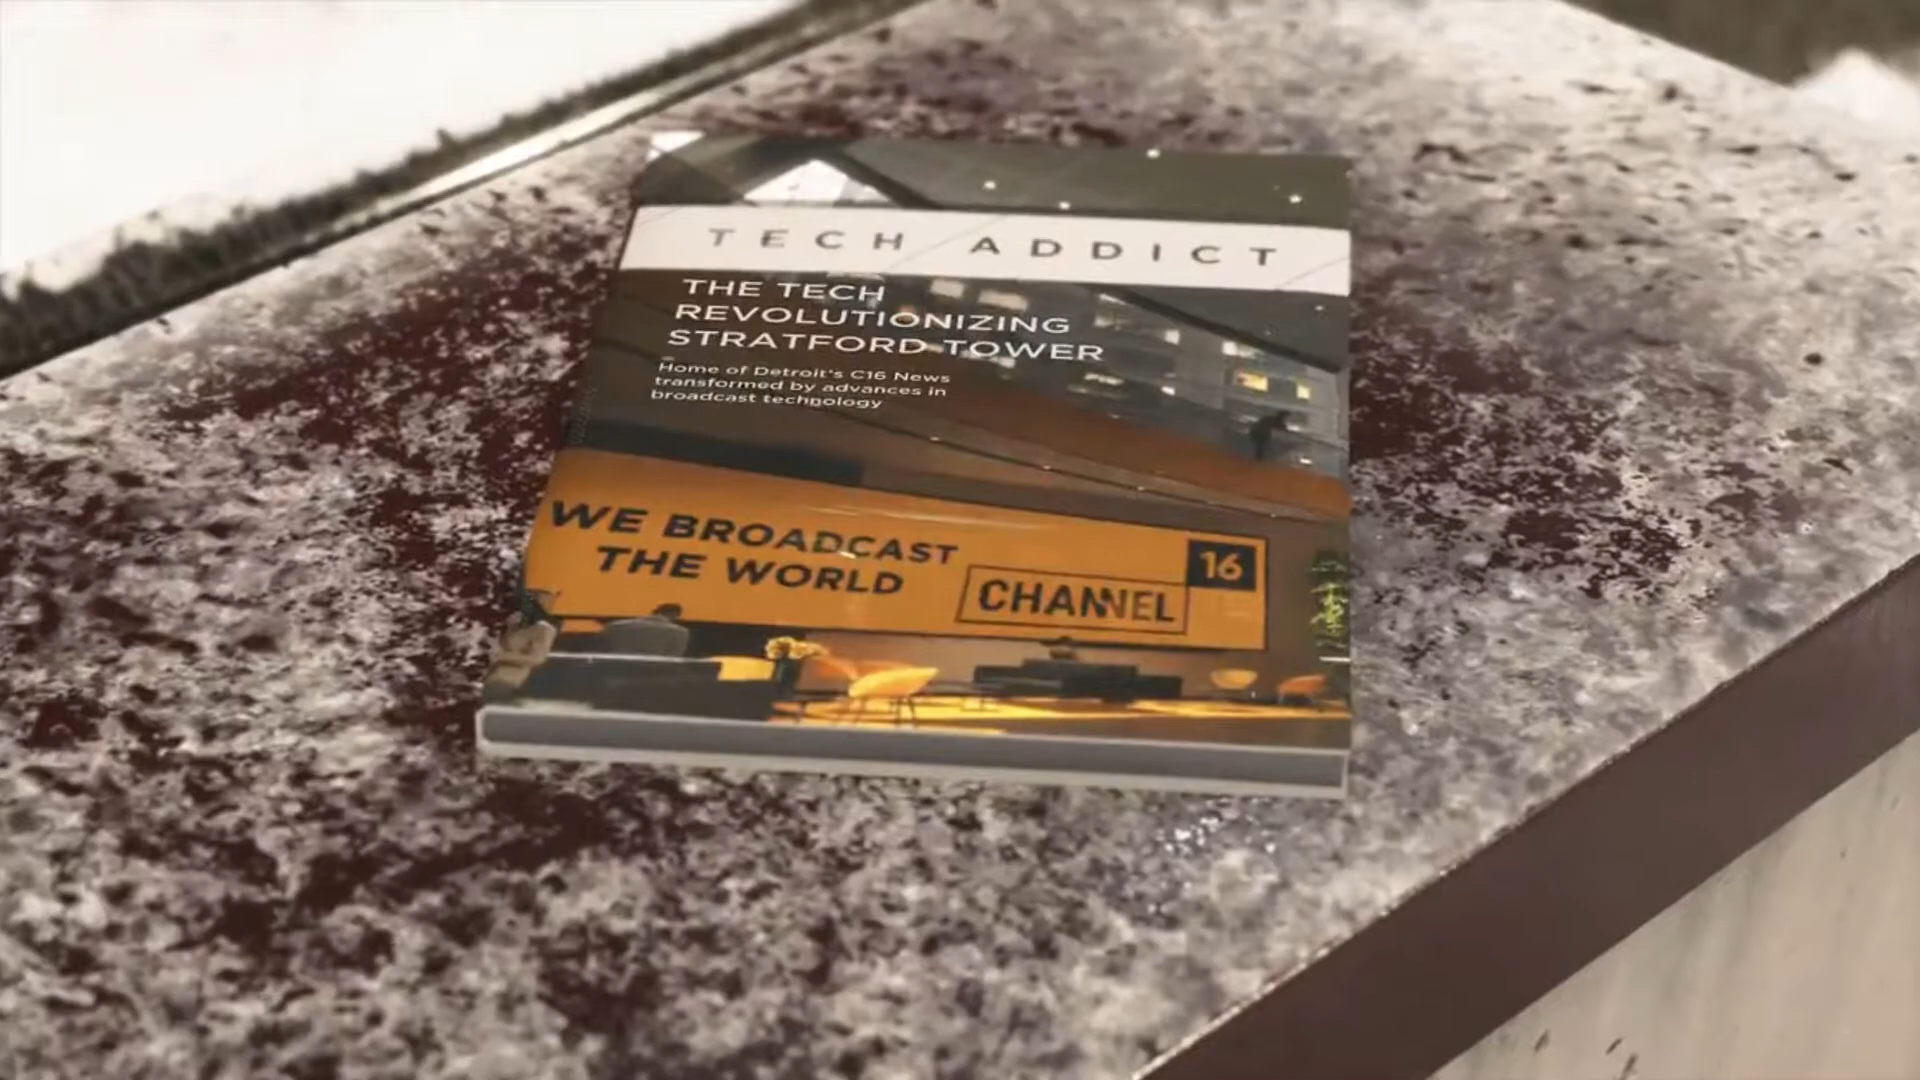 TECH ADDICT
THE TECH
REVOLUTIONIZING
STRATFORD TOWER
Home of Detroit's C16 News
transformed by advances in
broadcast technology
WE BROADCAST
THE WORLD
CHANNEL
16